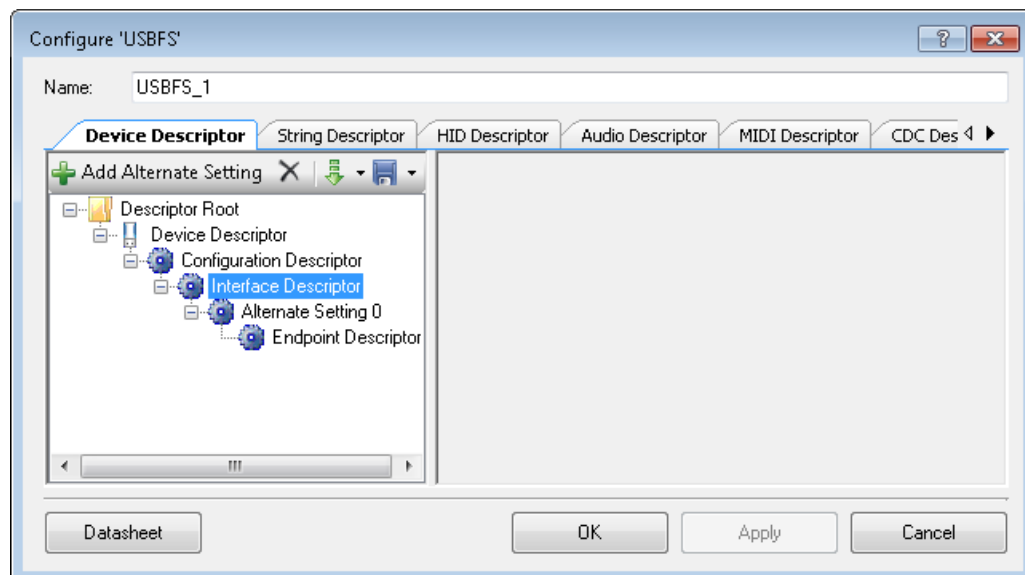 Configure 'USBFS'
Name: USBFS_1
Device Descriptor String Descriptor HID Descriptor Audio Descriptor MIDI Descriptor CDC Des
Add Alternate Setting
Descriptor Root
Device Descriptor
Configuration Descriptor
Interface Descriptor
Alternate Setting 0
Endpoint Descriptor
Datasheet OK Apply Cancel